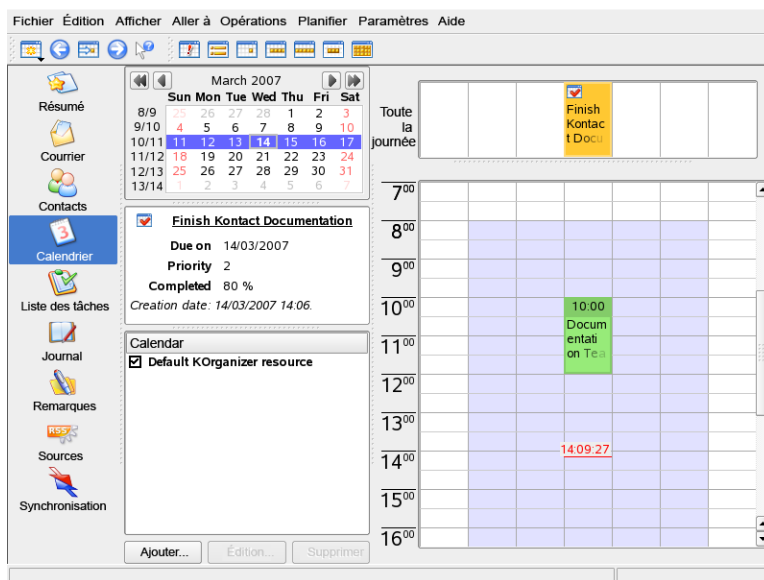 Fichier Édition Afficher Aller à Opérations Planifier Paramètres Aide
Résumé
Courrier
Contacts
3
Calendrier
Liste des tâches
Journal
Remarques
RSS
Sources
Synchronisation
March 2007
Sun Mon Tue Wed Thu Fri Sat
8/9 25 26 27 28 1 2 3
9/10 4 5 6 7 8 9 10
10/11 11 12 13 14 15 16 17
11/12 18 19 20 21 22 23 24
12/13 25 26 27 28 29 30 31
13/14 1 2 3 4 5 6 7
Finish Kontact Documentation
Due on 14/03/2007
Priority 2
Completed 80 %
Creation date: 14/03/2007 14:06.
Calendar
Default KOrganizer resource
Ajouter... Édition... Supprimer
Toute
la
journée
Finish
Kontac
t Docu
700
800
900
1000
1100
1200
1300
1400
1500
1600
10:00
Docum
entati
on Tea
14:09:27